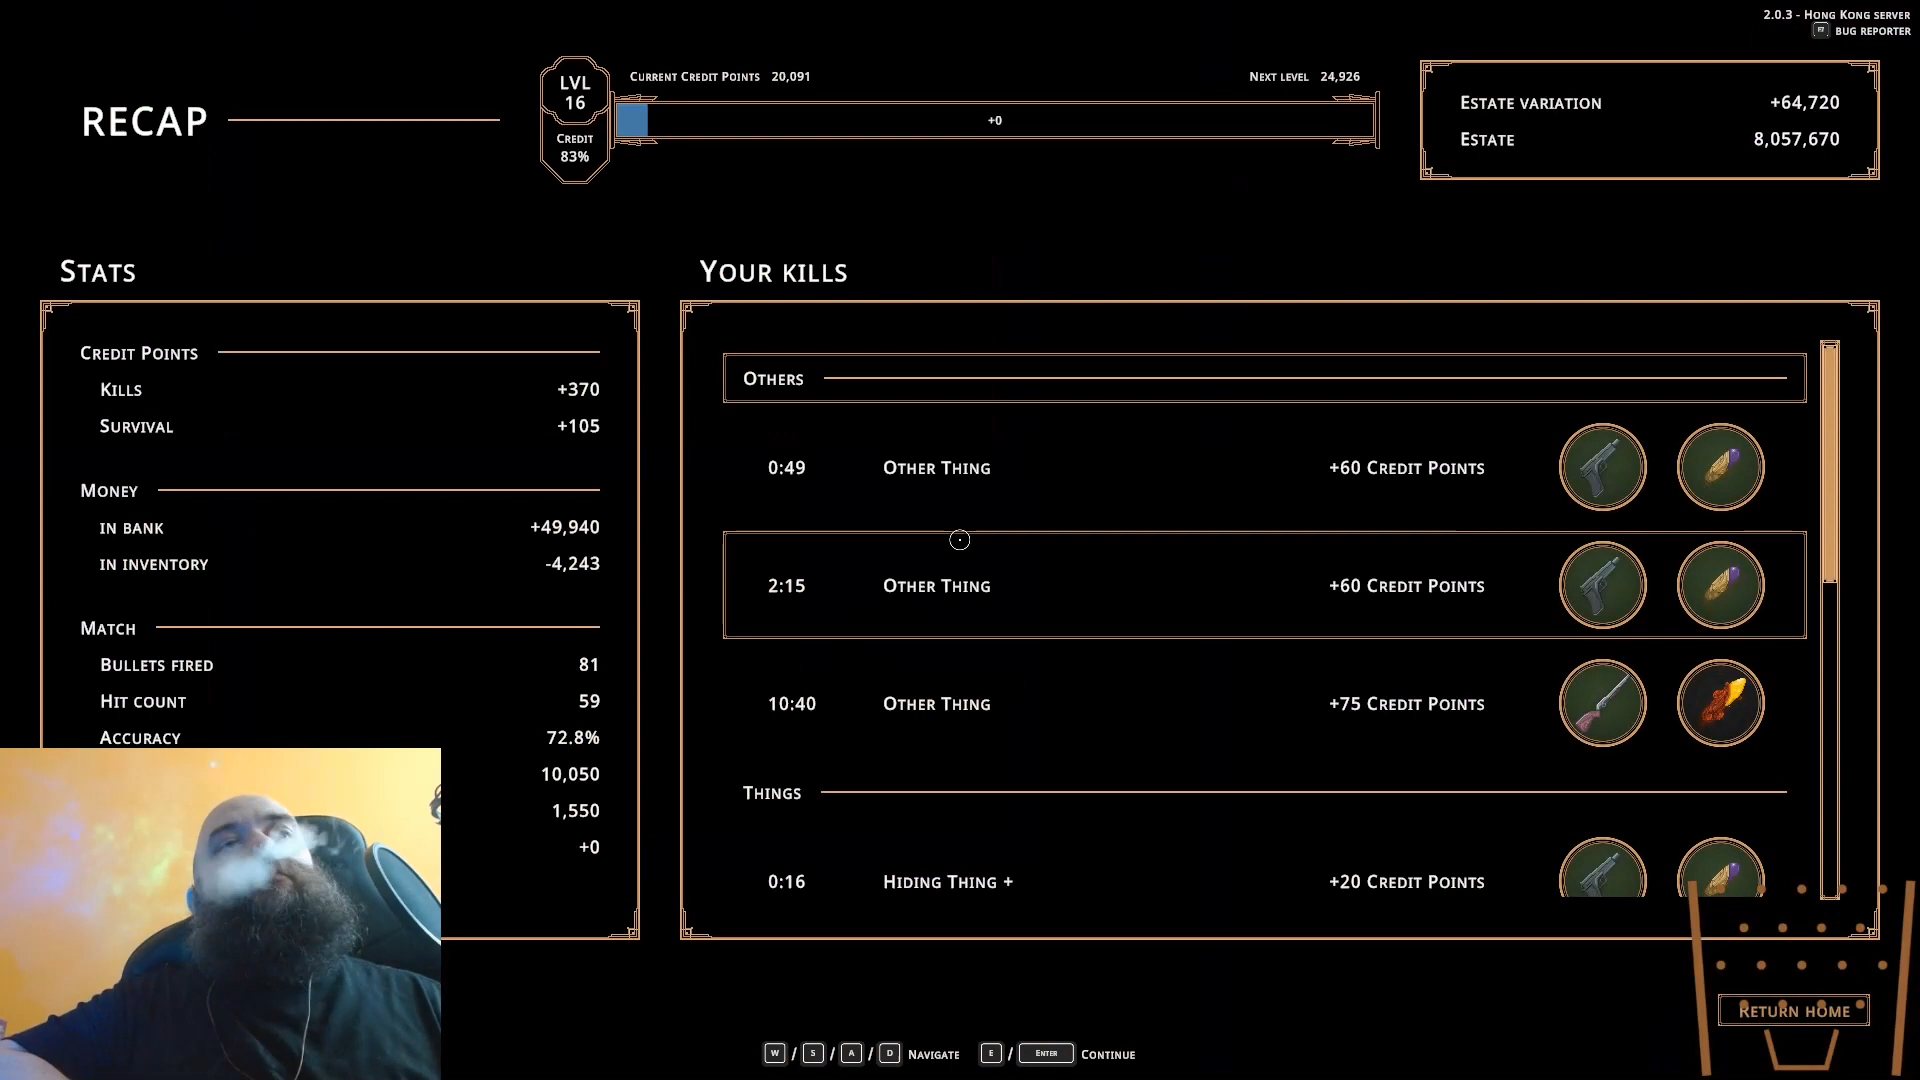 2.0.3 - Hong Kong server
F7 BUG REPORTER
RECAP
LVL
16
Credit
83%
Current Credit Points 20,091
Next level 24,926
+0
Estate variation +64,720
Estate 8,057,670
Stats
Credit Points
Kills +370
Survival +105
Money
in bank +49,940
in inventory -4,243
Match
Bullets fired 81
Hit count 59
Accuracy 72.8%
10,050
1,550
+0
Your kills
Others
0:49 Other Thing +60 Credit Points
2:15 Other Thing +60 Credit Points
10:40 Other Thing +75 Credit Points
Things
0:16 Hiding Thing + +20 Credit Points
Return home
W / S / A / D Navigate E / Enter Continue